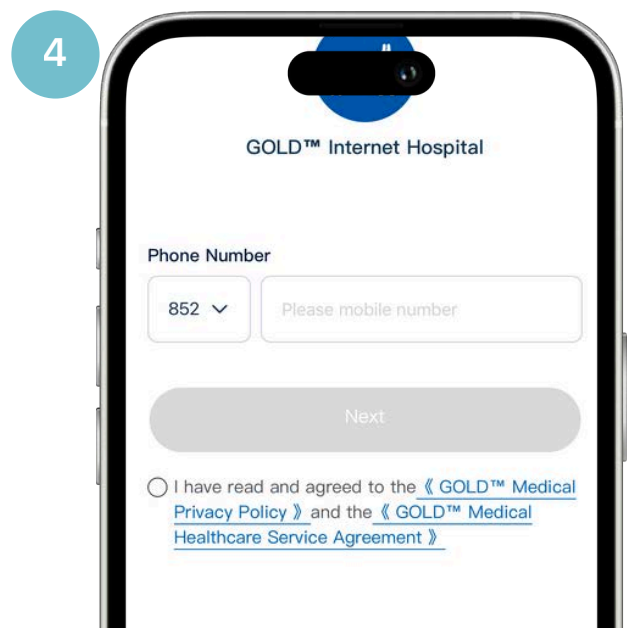 4
GOLD™ Internet Hospital
Phone Number
852
Please mobile number
Next
I have read and agreed to the 《 GOLD™ Medical
Privacy Policy 》 and the 《 GOLD™ Medical
Healthcare Service Agreement 》